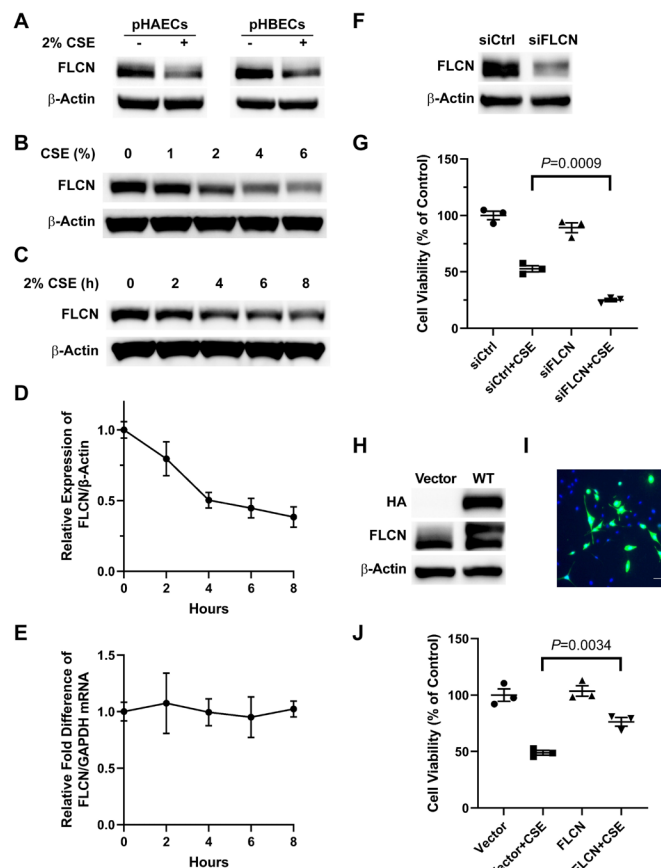 A
pHAECs pHBECs
2% CSE - + - +
FLCN
β-Actin
B
CSE (%) 0 1 2 4 6
FLCN
β-Actin
C
2% CSE (h) 0 2 4 6 8
FLCN
β-Actin
D
Relative Expression of
FLCN/β-Actin
1.0
0.5
0.0
0 2 4 6 8
Hours
E
Relative Fold Difference of
FLCN/GAPDH mRNA
1.5
1.0
0.5
0.0
0 2 4 6 8
Hours
F
siCtrl siFLCN
FLCN
β-Actin
G
P=0.0009
Cell Viability (% of Control)
150
100
50
0
siCtrl
siCtrl+CSE
siFLCN
siFLCN+CSE
H
Vector WT
HA
FLCN
β-Actin
I
J
P=0.0034
Cell Viability (% of Control)
150
100
50
0
Vector
ector+CSE
FLCN
FLCN+CSE